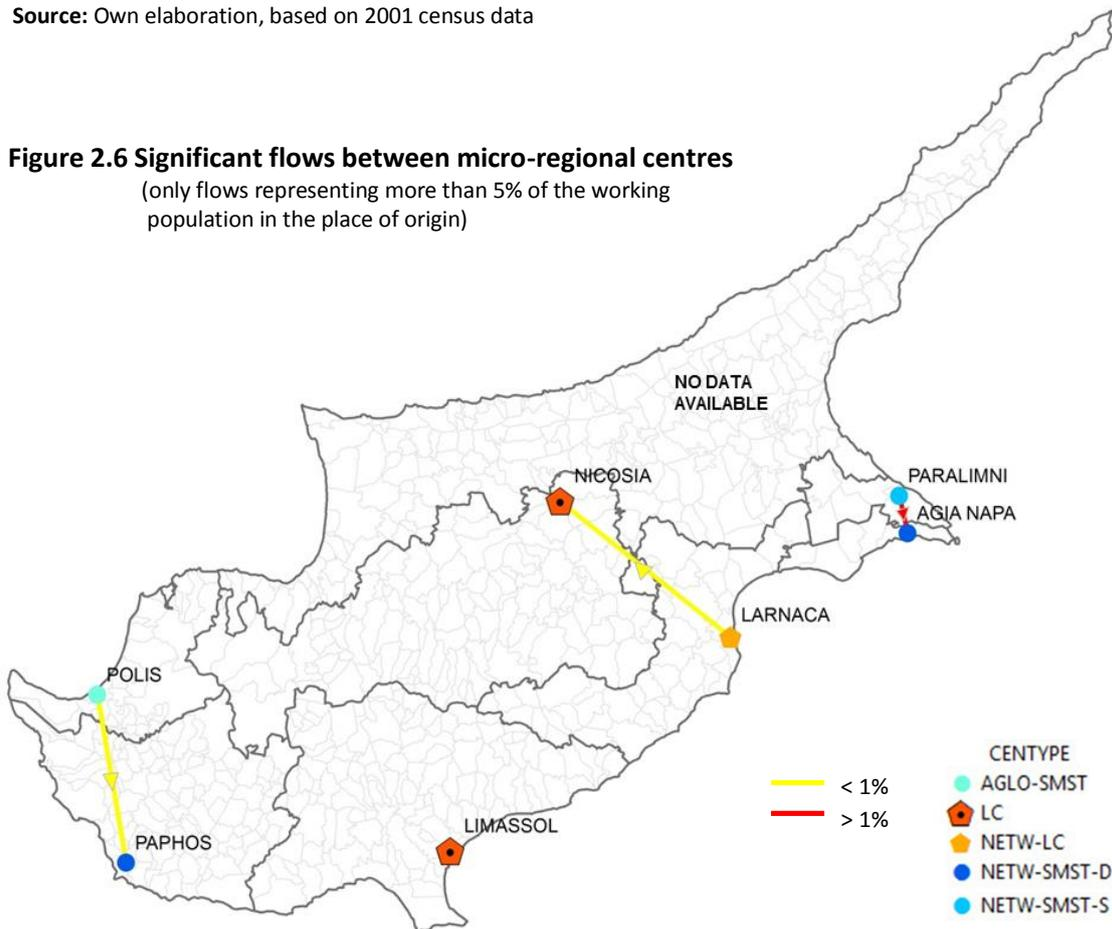 Source: Own elaboration, based on 2001 census data
Figure 2.6 Significant flows between micro-regional centres
(only flows representing more than 5% of the working
population in the place of origin)
NO DATA
AVAILABLE
NICOSIA
PARALIMNI
AGIA NAPA
LARNACA
POLIS
PAPHOS
LIMASSOL
< 1%
> 1%
CENTYPE
AGLO-SMST
LC
NETW-LC
NETW-SMST-D
NETW-SMST-S